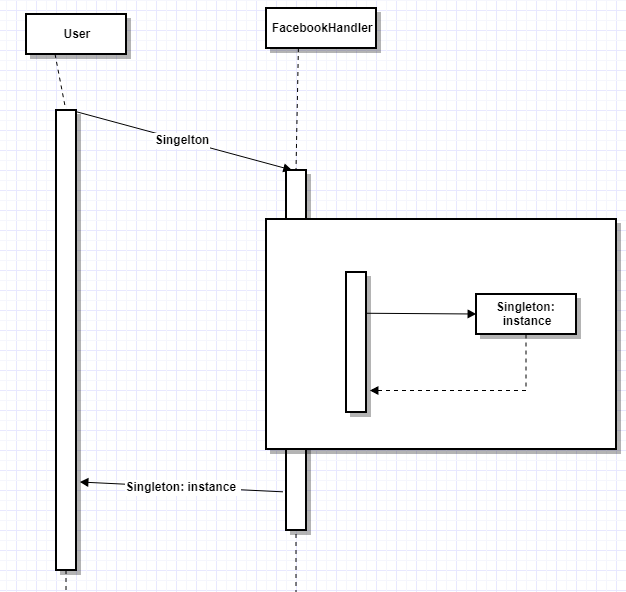 User
FacebookHandler
Singelton
Singleton:
instance
Singleton: instance